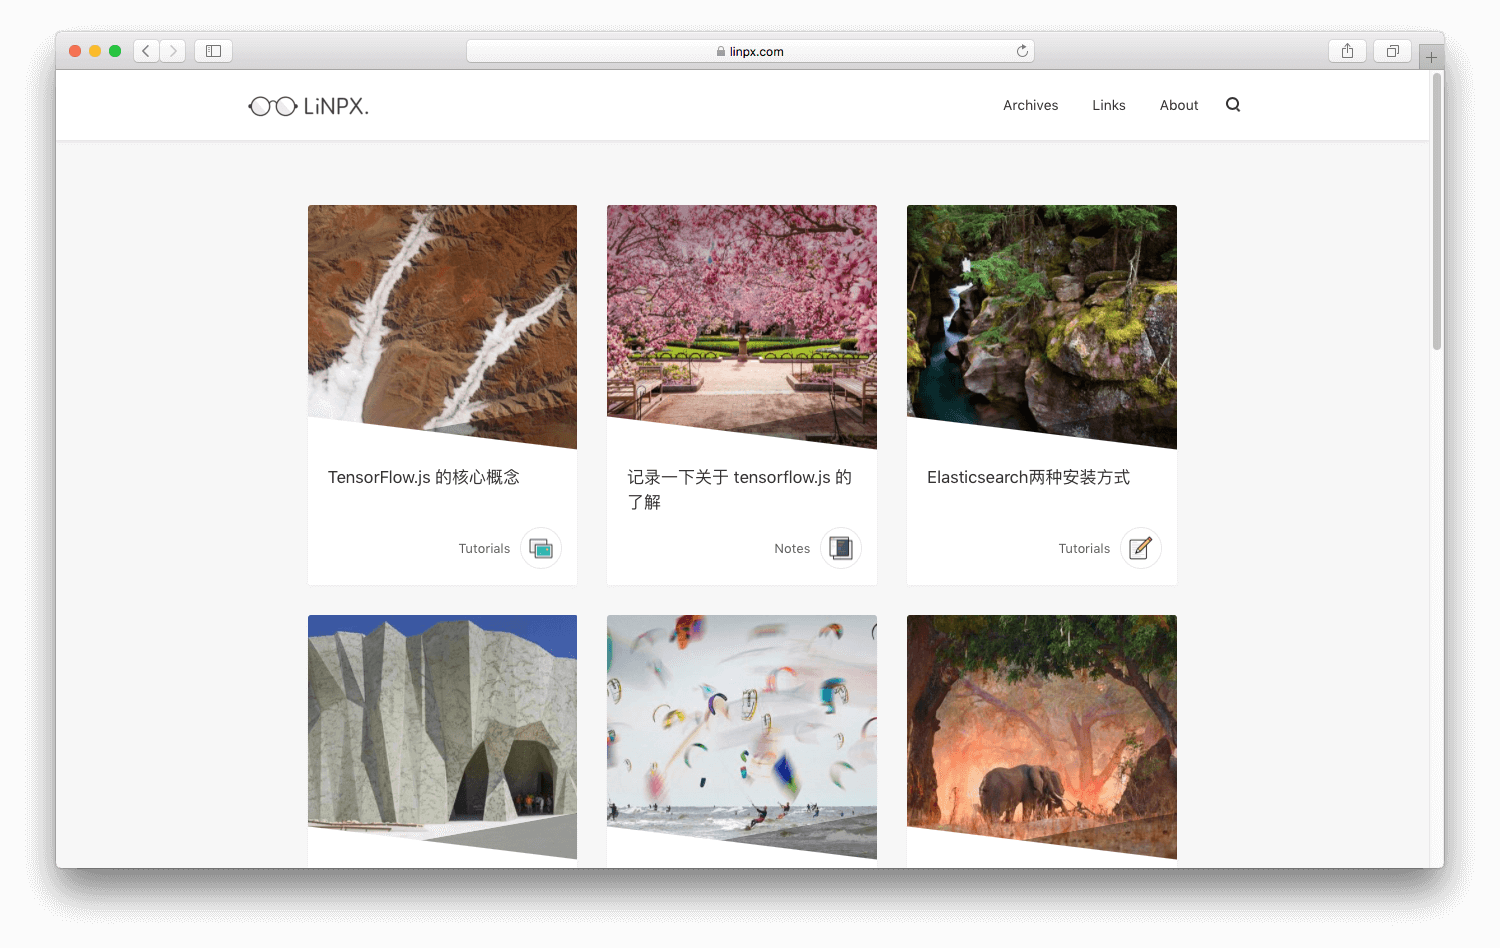 linpx.com
LiNPX.
Archives
Links
About
TensorFlow.js 的核心概念
Tutorials
记录一下关于 tensorflow.js 的
了解
Notes
Elasticsearch两种安装方式
Tutorials